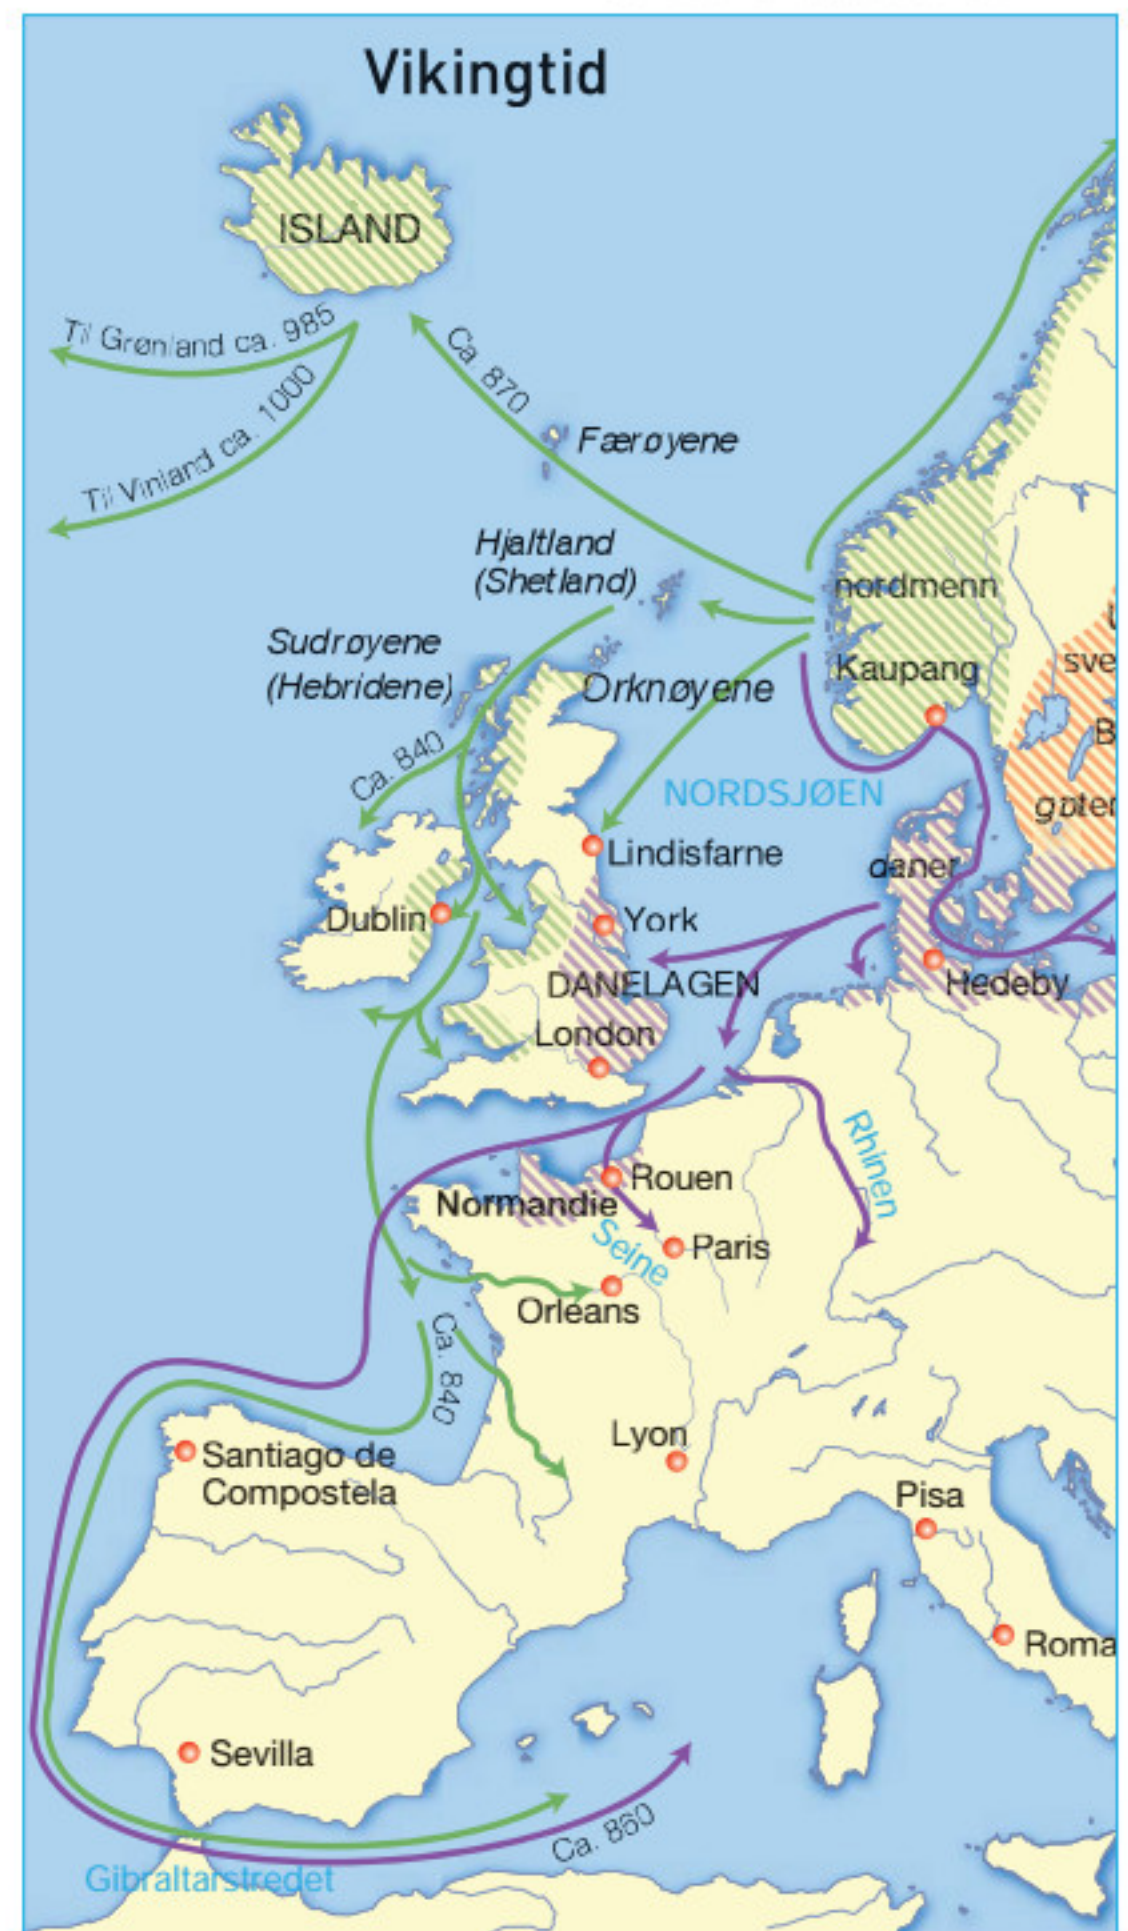 Vikingtid
ISLAND
Til Grønland ca. 985
Til Vinland ca. 1000
Ca. 870
Færøyene
Hjaltland
(Shetland)
nordmenn
Sudrøyene
(Hebridene)
Orknøyene
Kaupang
sve
B
Ca. 840
NORDSJØEN
gøter
Lindisfarne
daner
Dublin
York
DANELAGEN
Hedeby
London
Rhinen
Rouen
Normandie
Seine
Paris
Orleans
Ca. 840
Lyon
Santiago de
Compostela
Pisa
Roma
Sevilla
Ca. 860
Gibraltarstredet